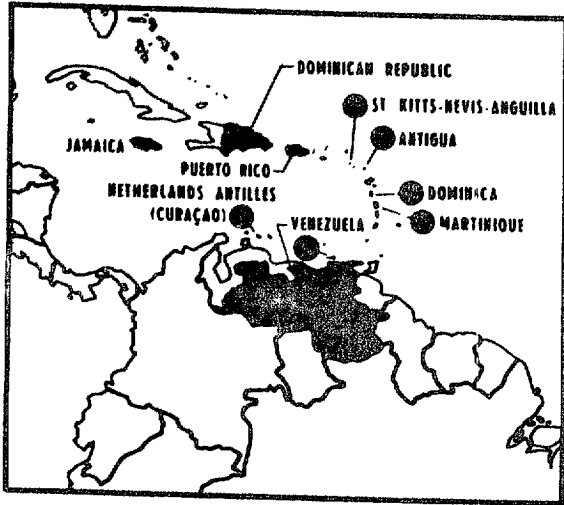 DOMINICAN REPUBLIC
ST KITTS-NEVIS-ANGUILLA
ANTIGUA
JAMAICA
PUERTO RICO
NETHERLANDS ANTILLES
(CURAÇAO)
VENEZUELA
DOMINICA
MARTINIQUE